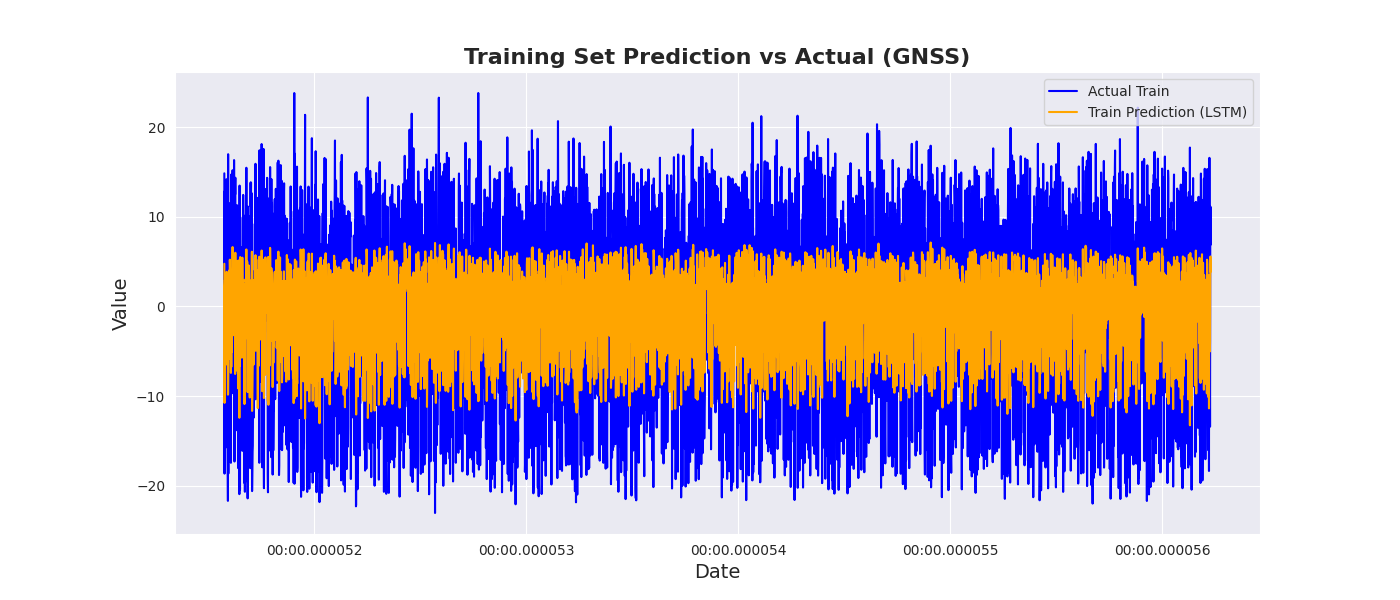 Training Set Prediction vs Actual (GNSS)
Actual Train
Train Prediction (LSTM)
Value
20
10
0
−10
−20
00:00.000052
00:00.000053
00:00.000054
00:00.000055
00:00.000056
Date